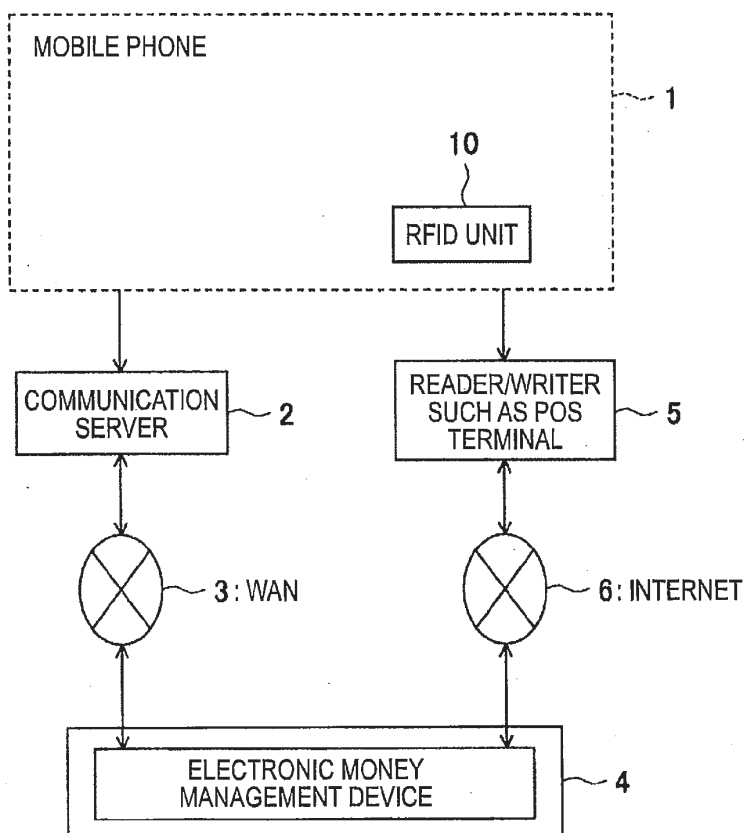 MOBILE PHONE
1
10
RFID UNIT
COMMUNICATION
SERVER
2
READER/WRITER
SUCH AS POS
TERMINAL
5
3 : WAN
6 : INTERNET
ELECTRONIC MONEY
MANAGEMENT DEVICE
4